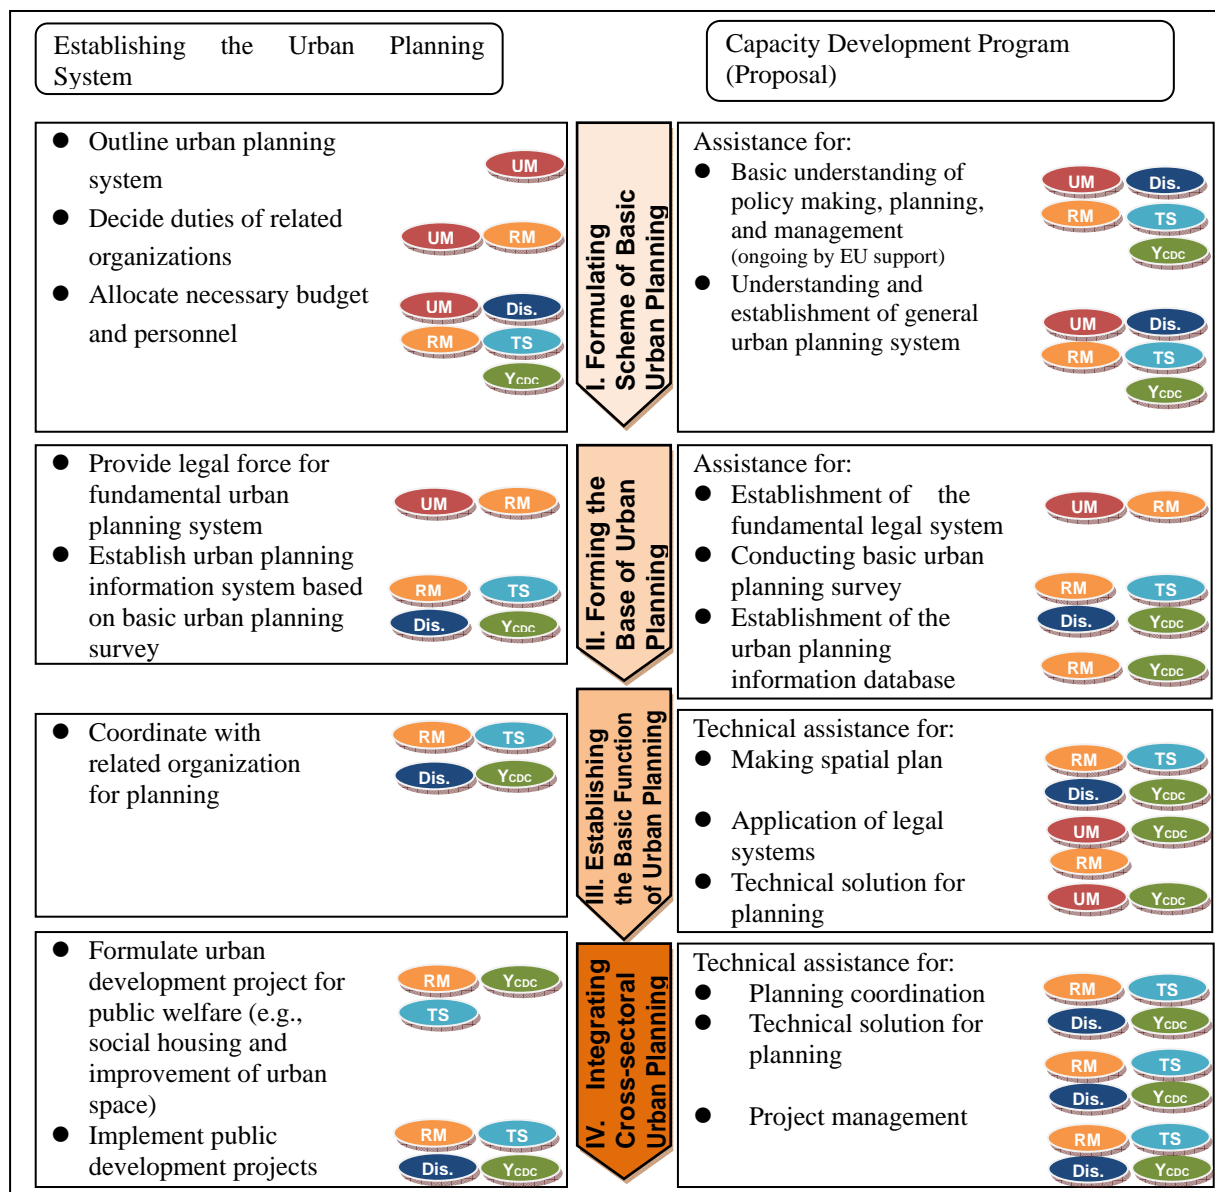 Establishing the Urban Planning
System
Capacity Development Program
(Proposal)
● Outline urban planning
system
UM
● Decide duties of related
organizations
UM RM
● Allocate necessary budget
and personnel
UM Dis.
RM TS
YCDC
I. Formulating
Scheme of Basic
Urban Planning
Assistance for:
● Basic understanding of
policy making, planning,
and management
(ongoing by EU support)
UM Dis.
RM TS
YCDC
● Understanding and
establishment of general
urban planning system
UM Dis.
RM TS
YCDC
● Provide legal force for
fundamental urban
planning system
UM RM
● Establish urban planning
information system based
on basic urban planning
survey
RM TS
Dis. YCDC
II. Forming the
Base of Urban
Planning
Assistance for:
● Establishment of the
fundamental legal system
UM RM
● Conducting basic urban
planning survey
RM TS
Dis. YCDC
● Establishment of the
urban planning
information database
RM YCDC
● Coordinate with
related organization
for planning
RM TS
Dis. YCDC
III. Establishing
the Basic Function
of Urban Planning
Technical assistance for:
● Making spatial plan
RM TS
Dis. YCDC
● Application of legal
systems
UM YCDC
RM
● Technical solution for
planning
UM YCDC
● Formulate urban
development project for
public welfare (e.g.,
social housing and
improvement of urban
space)
RM YCDC
TS
● Implement public
development projects
RM TS
Dis. YCDC
IV. Integrating
Cross-sectoral
Urban Planning
Technical assistance for:
● Planning coordination
RM TS
Dis. YCDC
● Technical solution for
planning
RM TS
Dis. YCDC
● Project management
RM TS
Dis. YCDC